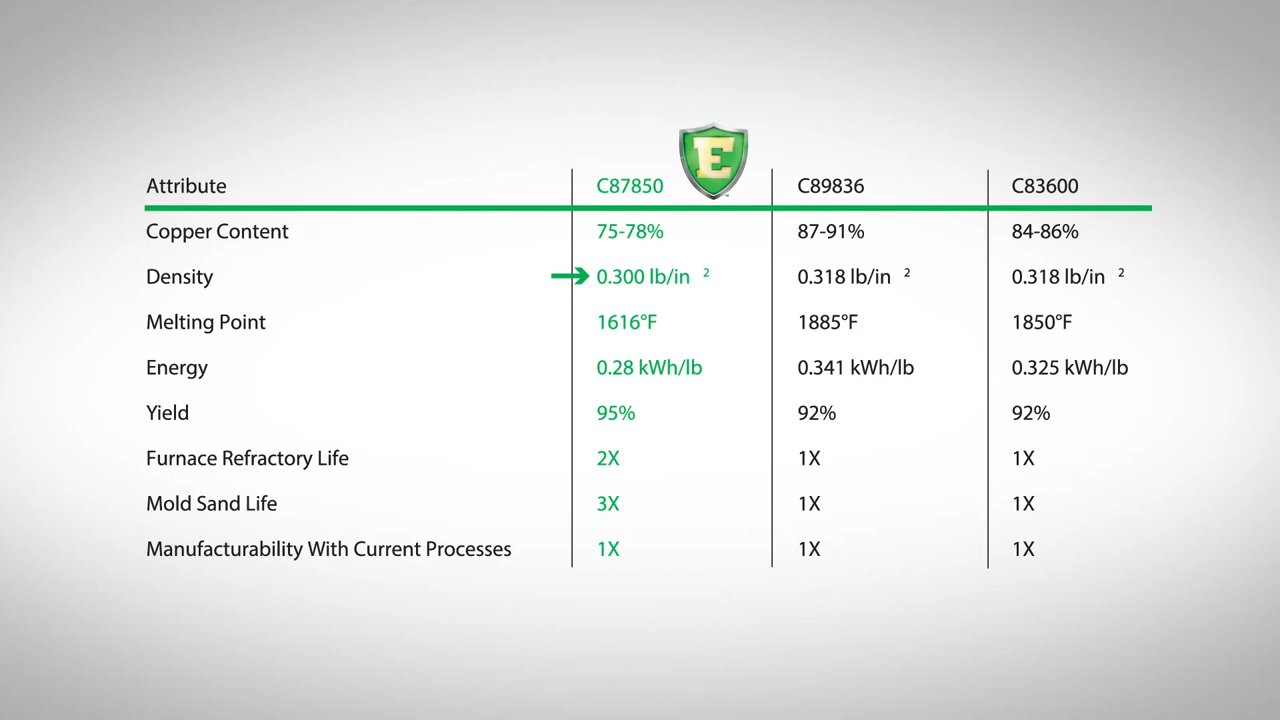 E
Attribute C87850 C89836 C83600
Copper Content 75-78% 87-91% 84-86%
Density 0.300 lb/in 2 0.318 lb/in 2 0.318 lb/in 2
Melting Point 1616°F 1885°F 1850°F
Energy 0.28 kWh/lb 0.341 kWh/lb 0.325 kWh/lb
Yield 95% 92% 92%
Furnace Refractory Life 2X 1X 1X
Mold Sand Life 3X 1X 1X
Manufacturability With Current Processes 1X 1X 1X